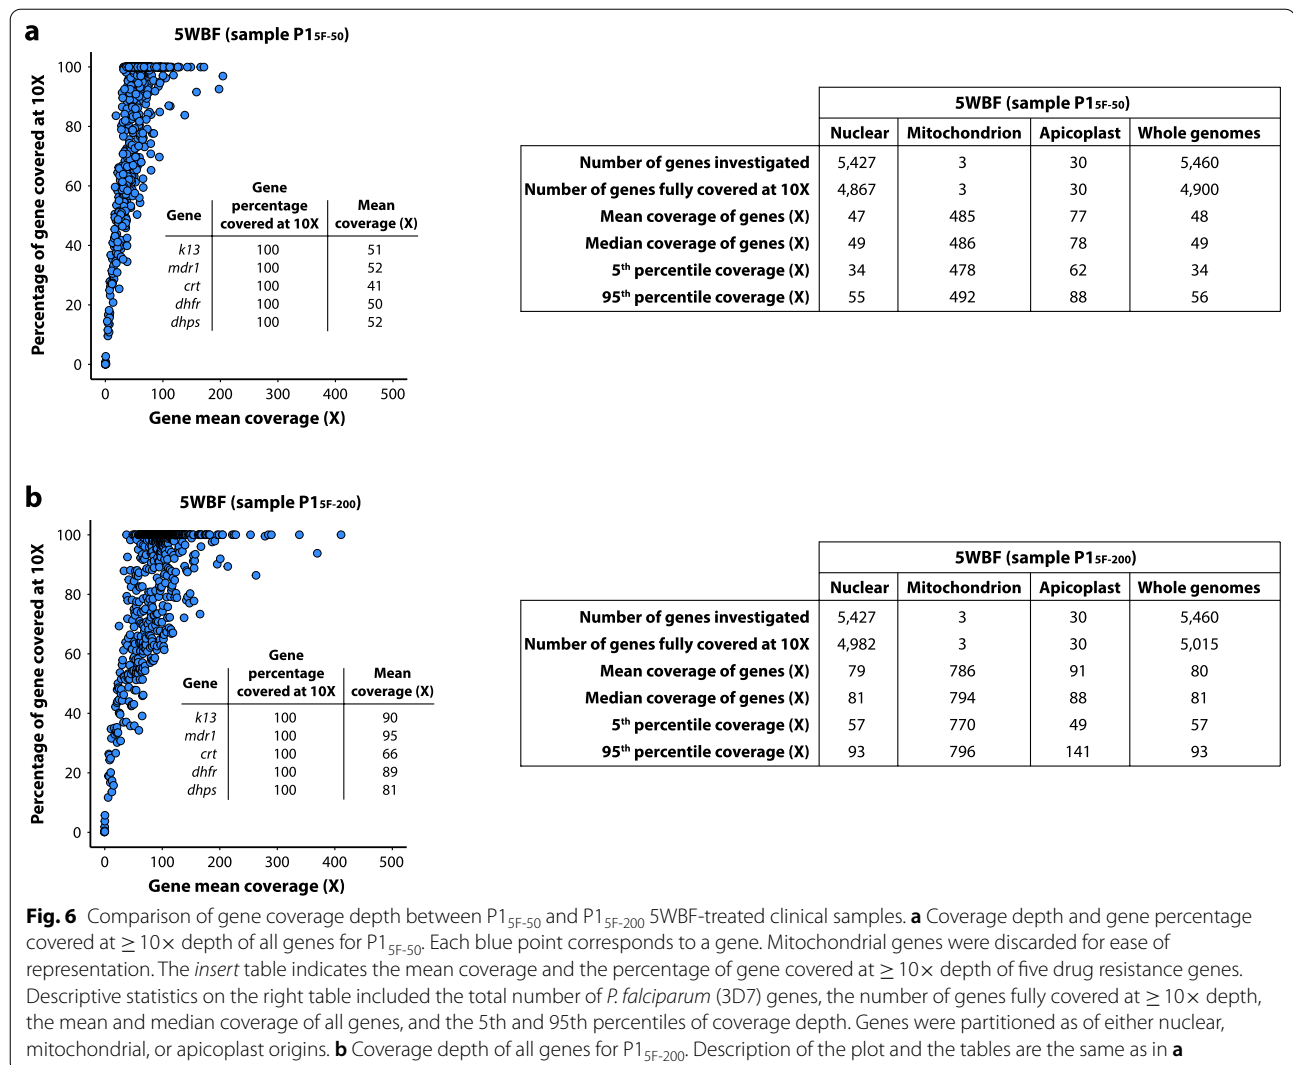 a
5WBF (sample P15F-50)
Percentage of gene covered at 10X
100
80
60
40
20
0
0 100 200 300 400 500
Gene mean coverage (X)
Gene Gene percentage covered at 10X Mean coverage (X)
k13 100 51
mdr1 100 52
crt 100 41
dhfr 100 50
dhps 100 52
5WBF (sample P15F-50)
Nuclear Mitochondrion Apicoplast Whole genomes
Number of genes investigated 5,427 3 30 5,460
Number of genes fully covered at 10X 4,867 3 30 4,900
Mean coverage of genes (X) 47 485 77 48
Median coverage of genes (X) 49 486 78 49
5th percentile coverage (X) 34 478 62 34
95th percentile coverage (X) 55 492 88 56
b
5WBF (sample P15F-200)
Percentage of gene covered at 10X
100
80
60
40
20
0
0 100 200 300 400 500
Gene mean coverage (X)
Gene Gene percentage covered at 10X Mean coverage (X)
k13 100 90
mdr1 100 95
crt 100 66
dhfr 100 89
dhps 100 81
5WBF (sample P15F-200)
Nuclear Mitochondrion Apicoplast Whole genomes
Number of genes investigated 5,427 3 30 5,460
Number of genes fully covered at 10X 4,982 3 30 5,015
Mean coverage of genes (X) 79 786 91 80
Median coverage of genes (X) 81 794 88 81
5th percentile coverage (X) 57 770 49 57
95th percentile coverage (X) 93 796 141 93
Fig. 6 Comparison of gene coverage depth between P15F-50 and P15F-200 5WBF-treated clinical samples. a Coverage depth and gene percentage
covered at ≥ 10× depth of all genes for P15F-50. Each blue point corresponds to a gene. Mitochondrial genes were discarded for ease of
representation. The insert table indicates the mean coverage and the percentage of gene covered at ≥ 10× depth of five drug resistance genes.
Descriptive statistics on the right table included the total number of P. falciparum (3D7) genes, the number of genes fully covered at ≥ 10× depth,
the mean and median coverage of all genes, and the 5th and 95th percentiles of coverage depth. Genes were partitioned as of either nuclear,
mitochondrial, or apicoplast origins. b Coverage depth of all genes for P15F-200. Description of the plot and the tables are the same as in a